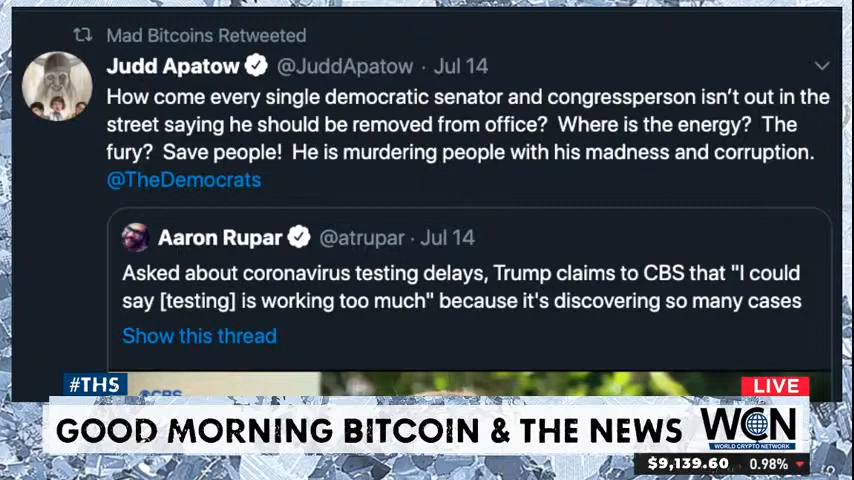 Mad Bitcoins Retweeted
Judd Apatow @JuddApatow · Jul 14
How come every single democratic senator and congressperson isn't out in the
street saying he should be removed from office? Where is the energy? The
fury? Save people! He is murdering people with his madness and corruption.
@TheDemocrats
Aaron Rupar @atrupar · Jul 14
Asked about coronavirus testing delays, Trump claims to CBS that "I could
say [testing] is working too much" because it's discovering so many cases
Show this thread
#THS
@CBS
LIVE
GOOD MORNING BITCOIN & THE NEWS
WCN
WORLD CRYPTO NETWORK
$9,139.60 0.98%